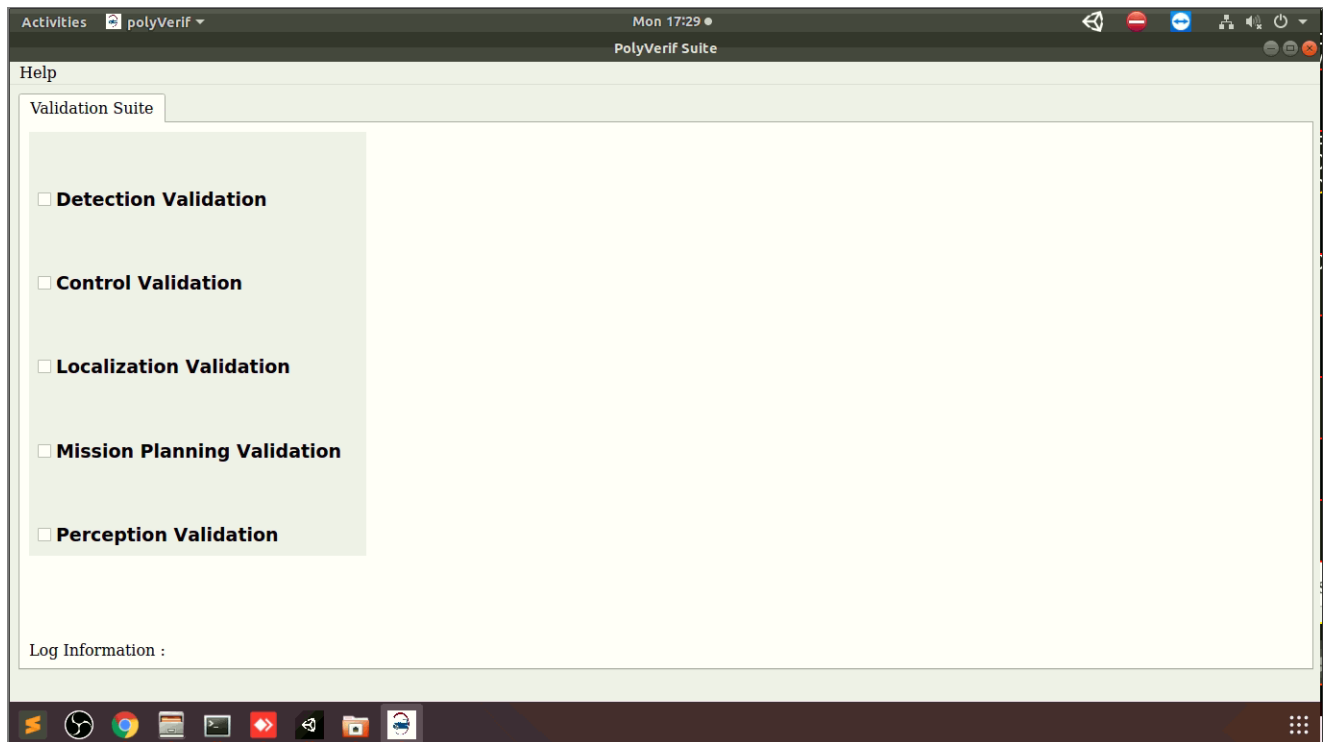 Activities polyVerif Mon 17:29
PolyVerif Suite
Help
Validation Suite
Detection Validation
Control Validation
Localization Validation
Mission Planning Validation
Perception Validation
Log Information :